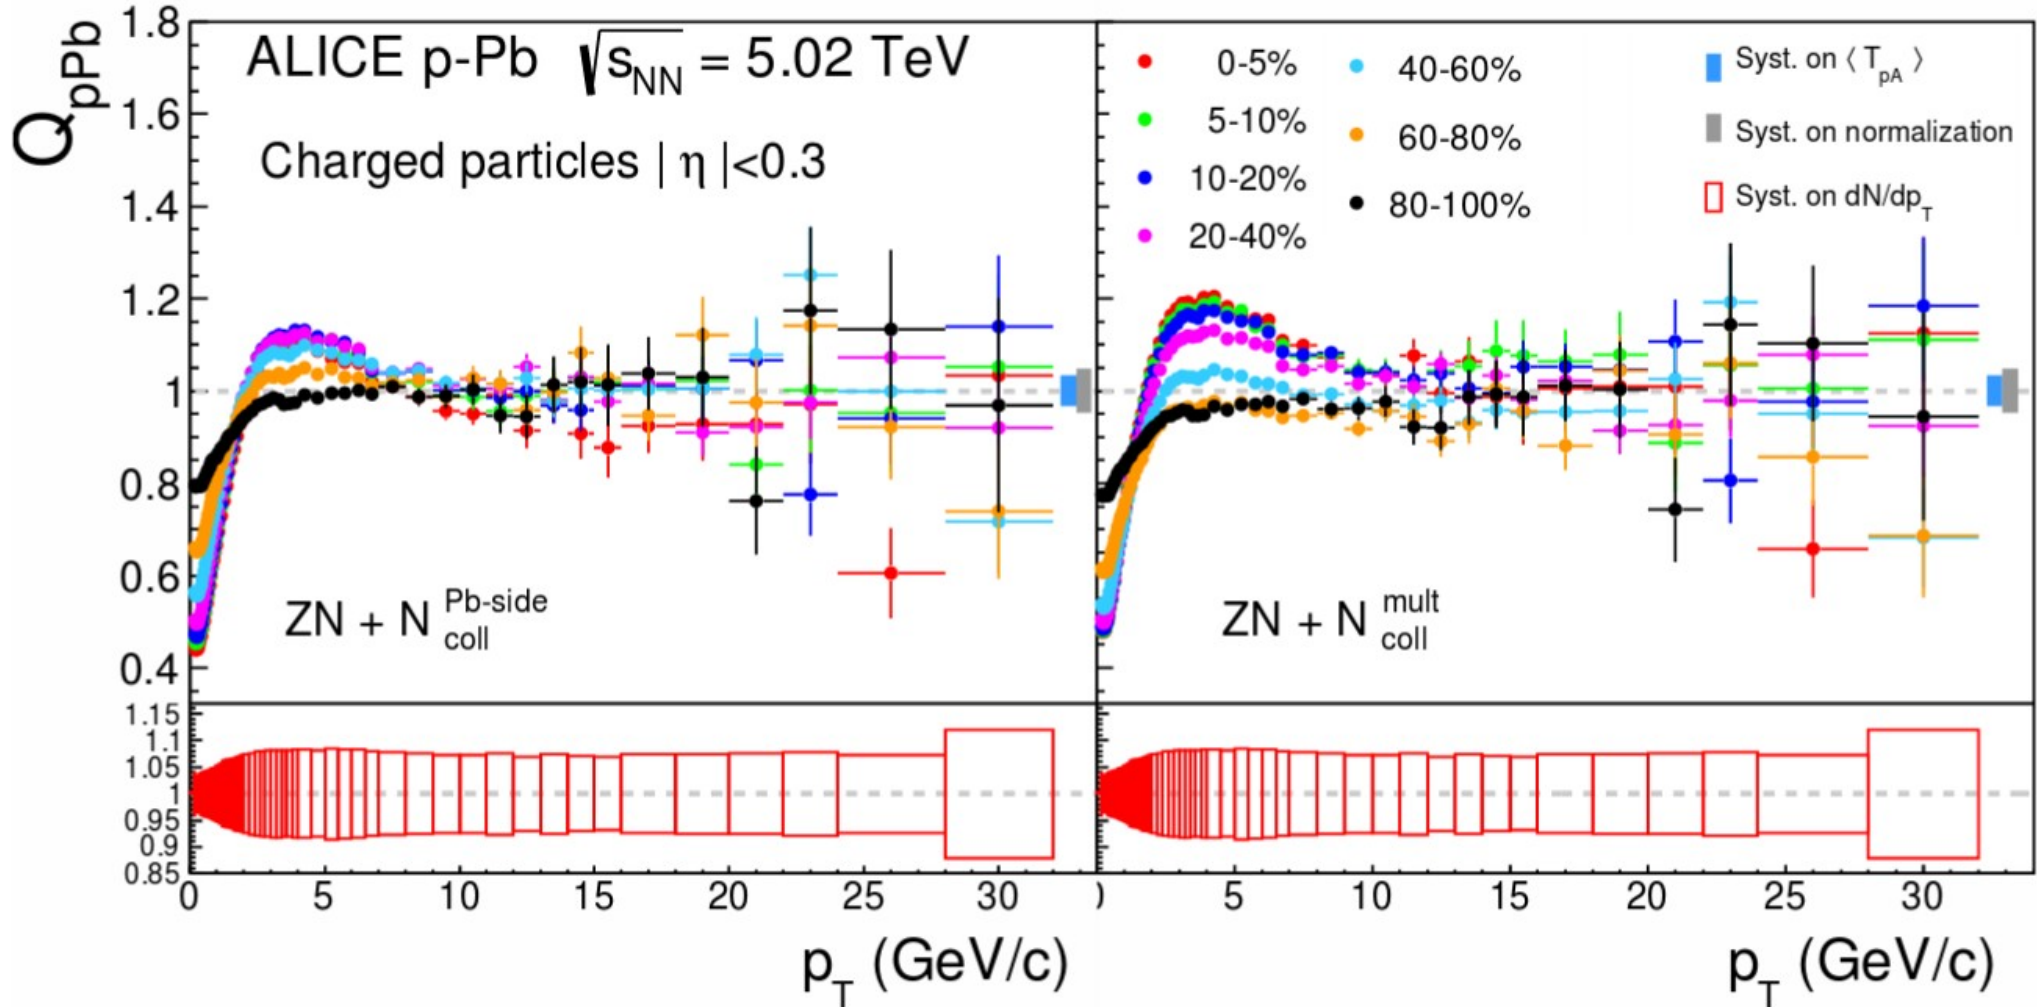 Q_pPb
1.8
1.6
1.4
1.2
1
0.8
0.6
0.4
ALICE p-Pb √s_NN = 5.02 TeV
Charged particles | η |<0.3
ZN + N_coll^Pb-side
0-5%
5-10%
10-20%
20-40%
40-60%
60-80%
80-100%
Syst. on ⟨ T_pA ⟩
Syst. on normalization
Syst. on dN/dp_T
ZN + N_coll^mult
1.15
1.1
1.05
1
0.95
0.9
0.85
0 5 10 15 20 25 30
5 10 15 20 25 30
p_T (GeV/c)
p_T (GeV/c)